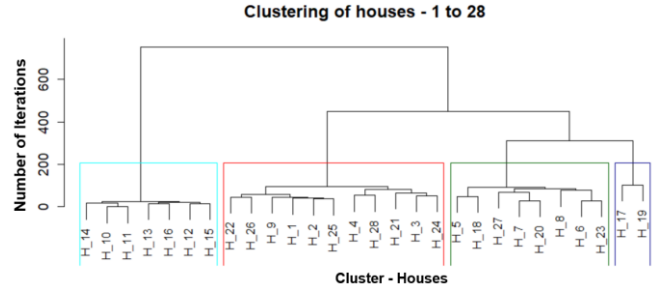 Clustering of houses - 1 to 28
Number of Iterations
600
400
200
0
H_14
H_10
H_11
H_13
H_16
H_12
H_15
H_22
H_26
H_9
H_1
H_2
H_25
H_4
H_28
H_21
H_3
H_24
H_5
H_18
H_27
H_7
H_20
H_8
H_6
H_23
H_17
H_19
Cluster - Houses